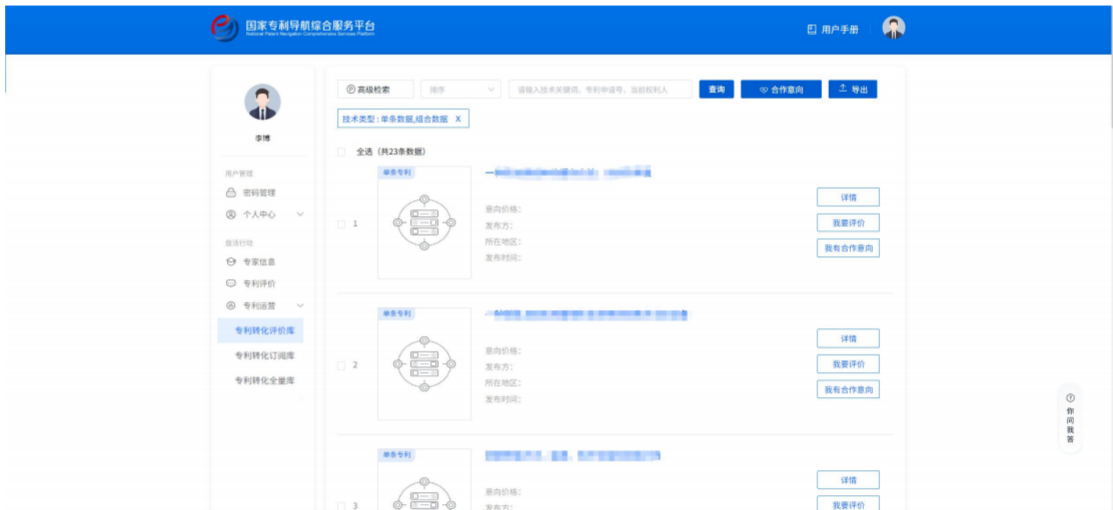 国家专利导航综合服务平台
National Patent Navigation Comprehensive Services Platform
用户手册
李博
用户管理
密码管理
个人中心
盘活行动
专家信息
专利评价
专利运营
专利转化评价库
专利转化订阅库
专利转化全量库
高级检索
排序
请输入技术关键词、专利申请号、当前权利人
查询
合作意向
导出
技术类型:单条数据,组合数据 X
全选（共23条数据）
单条专利
1
意向价格:
发布方:
所在地区:
发布时间:
详情
我要评价
我有合作意向
单条专利
2
意向价格:
发布方:
所在地区:
发布时间:
详情
我要评价
我有合作意向
单条专利
3
意向价格:
发布方:
详情
我要评价
你问我答